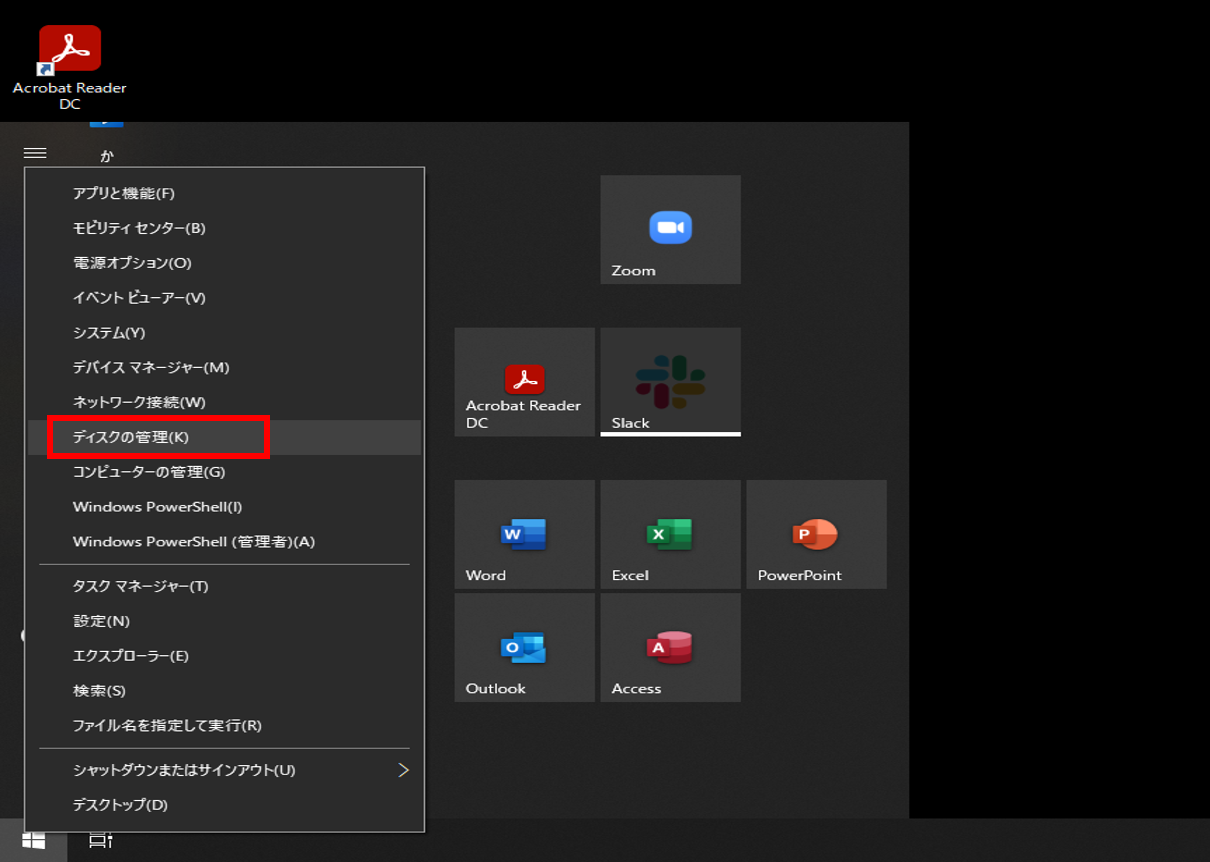 Acrobat Reader
DC
か
アプリと機能(F)
モビリティ センター(B)
電源オプション(O)
イベント ビューアー(V)
システム(Y)
デバイス マネージャー(M)
ネットワーク接続(W)
ディスクの管理(K)
コンピューターの管理(G)
Windows PowerShell(I)
Windows PowerShell (管理者)(A)
タスク マネージャー(T)
設定(N)
エクスプローラー(E)
検索(S)
ファイル名を指定して実行(R)
シャットダウンまたはサインアウト(U)
デスクトップ(D)
Zoom
Acrobat Reader
DC
Slack
Word
Excel
PowerPoint
Outlook
Access